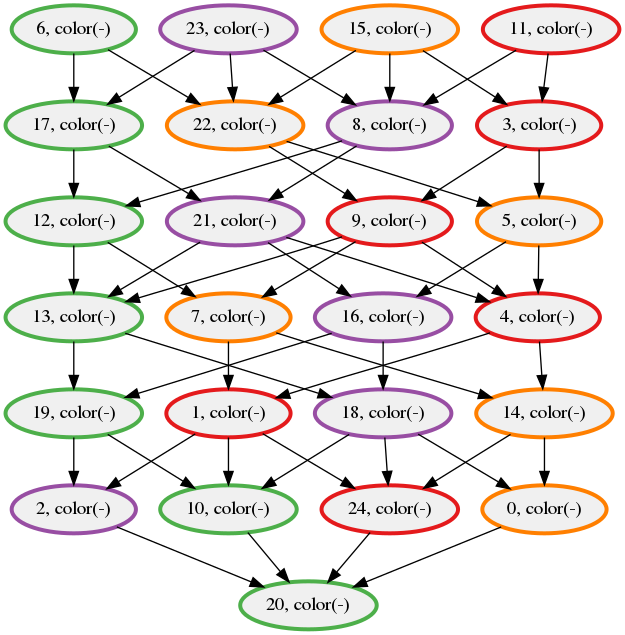 6, color(-)
23, color(-)
15, color(-)
11, color(-)
17, color(-)
22, color(-)
8, color(-)
3, color(-)
12, color(-)
21, color(-)
9, color(-)
5, color(-)
13, color(-)
7, color(-)
16, color(-)
4, color(-)
19, color(-)
1, color(-)
18, color(-)
14, color(-)
2, color(-)
10, color(-)
24, color(-)
0, color(-)
20, color(-)